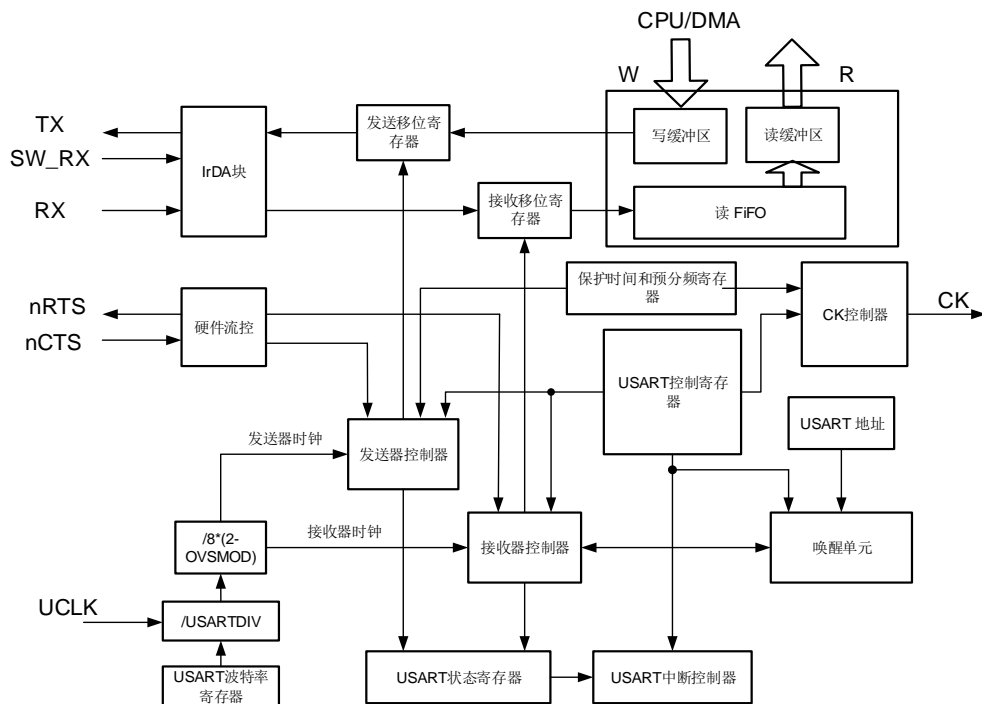 CPU/DMA
W
R
TX
SW_RX
RX
IrDA块
发送移位寄
存器
写缓冲区
读缓冲区
接收移位寄
存器
读 FiFO
nRTS
nCTS
硬件流控
保护时间和预分频寄存
器
CK控制器
CK
USART控制寄存
器
USART 地址
发送器时钟
发送器控制器
/8*(2-
OVSMOD)
接收器时钟
接收器控制器
唤醒单元
UCLK
/USARTDIV
USART波特率
寄存器
USART状态寄存器
USART中断控制器